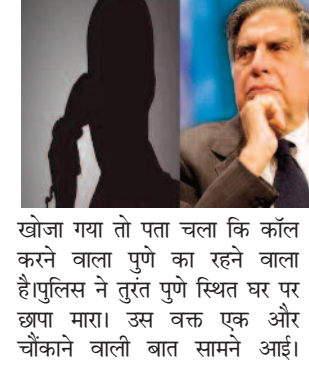 खोजा गया तो पता चला कि कॉल
करने वाला पुणे का रहने वाला
है।पुलिस ने तुरंत पुणे स्थित घर पर
छापा मारा। उस वक्त एक और
चौंकाने वाली बात सामने आई।